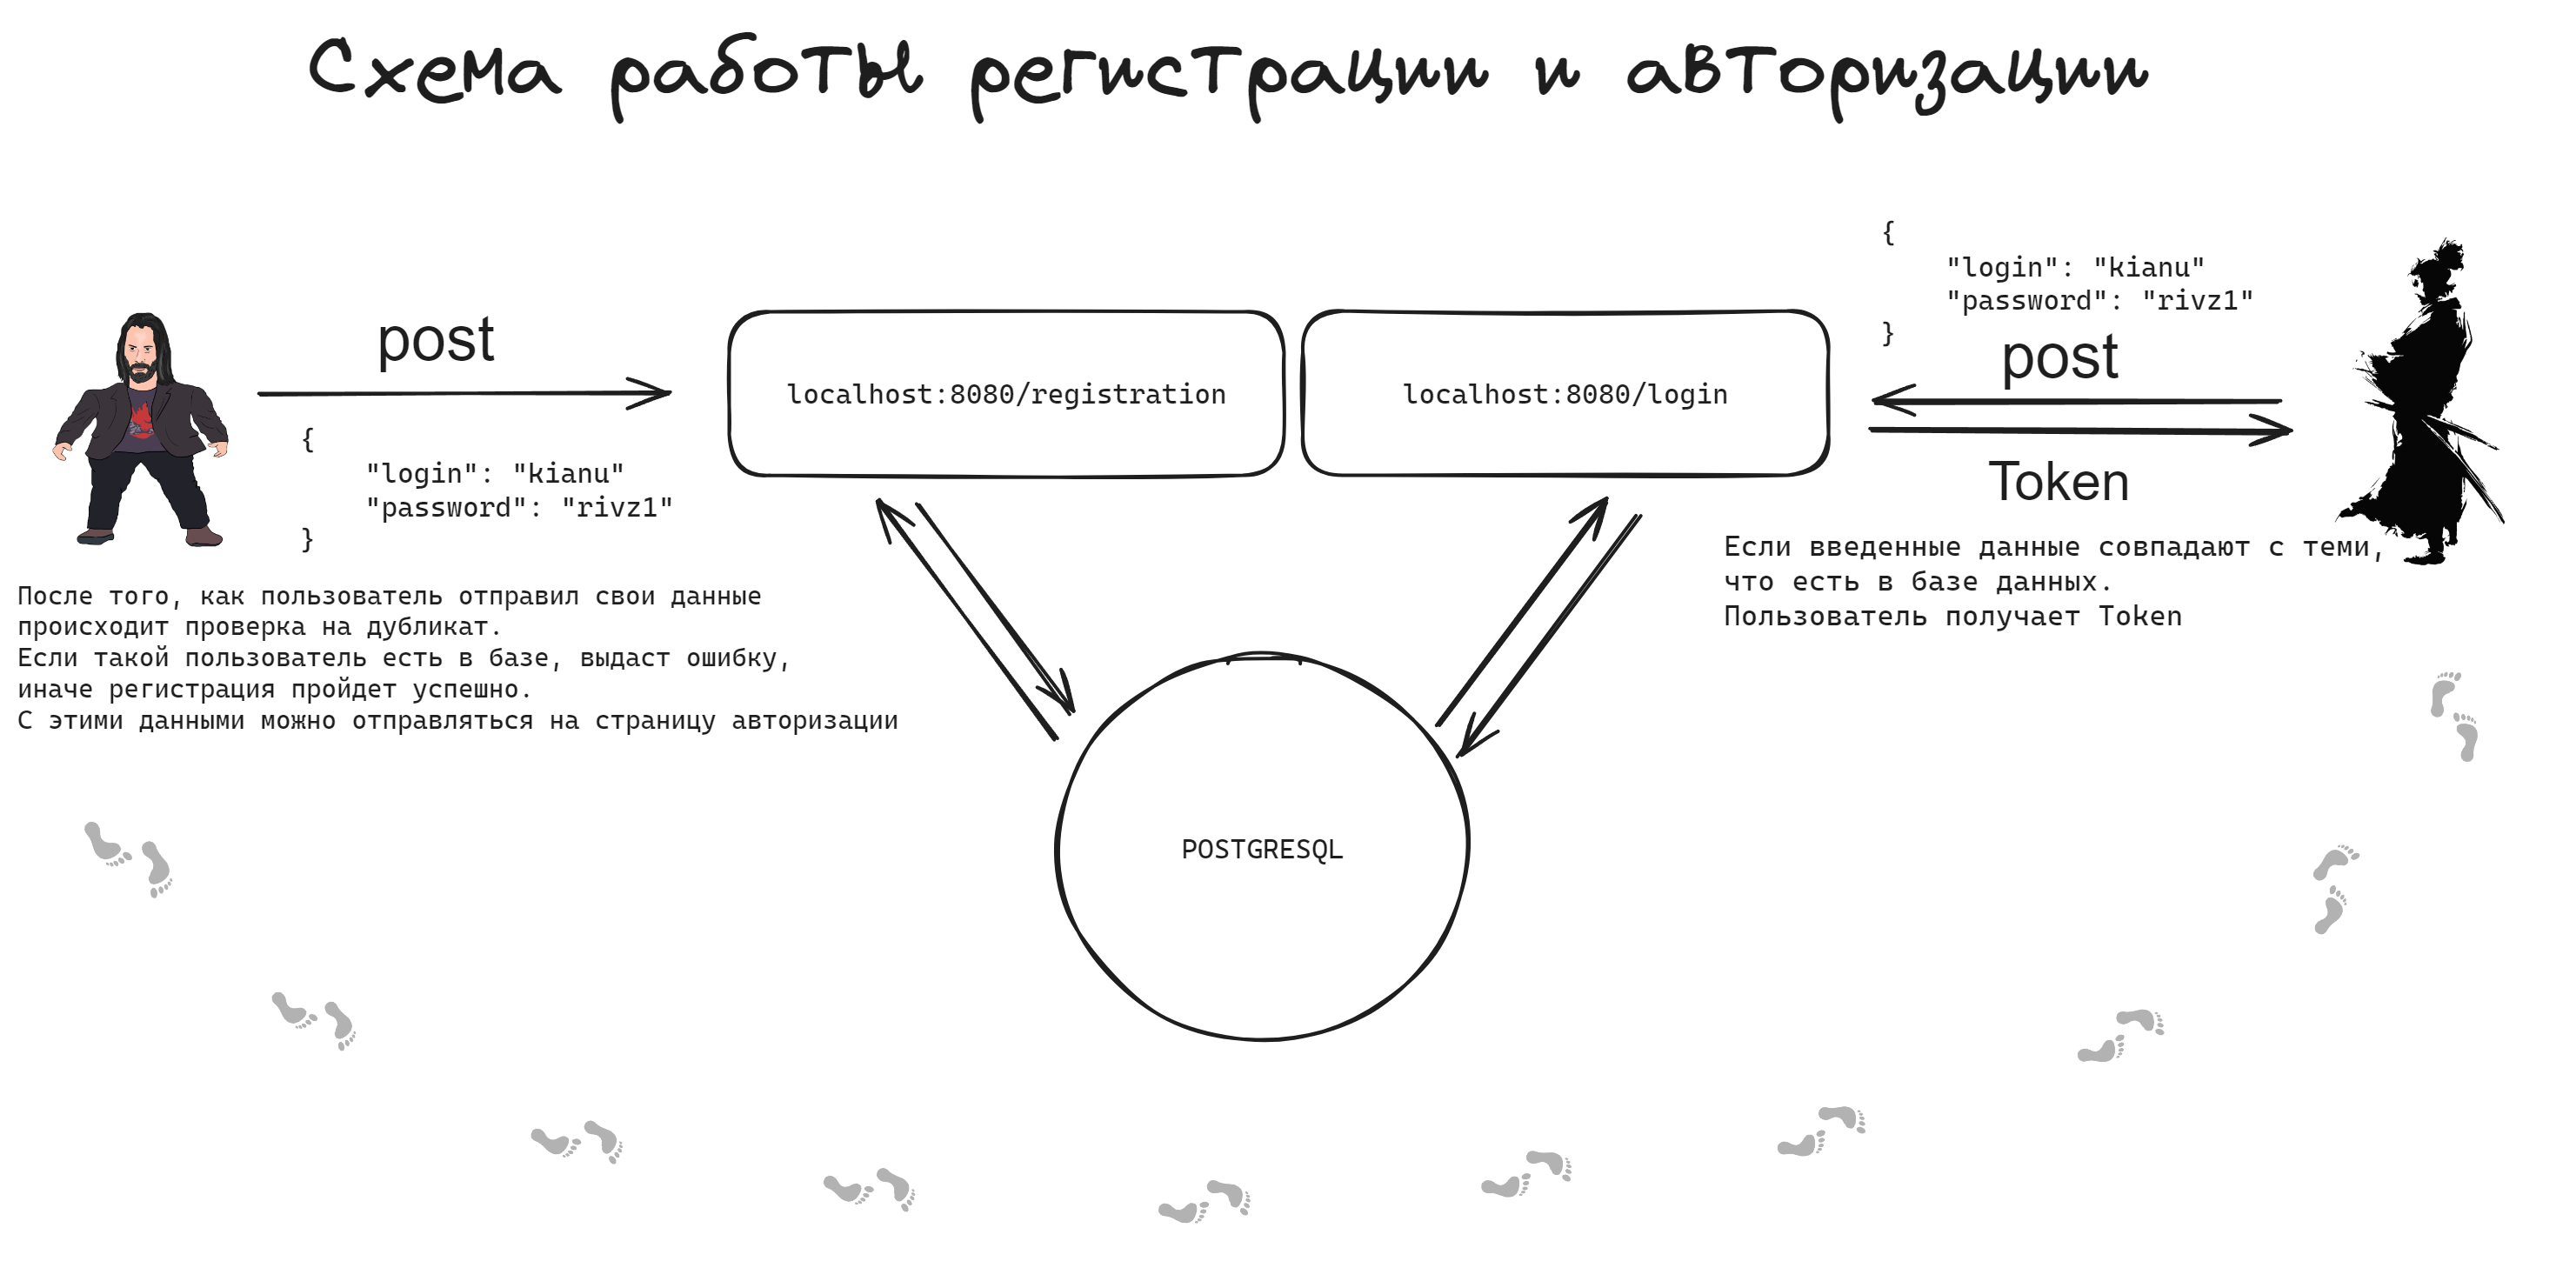 Схема работы регистрации и авторизации
post
{
"login": "kianu"
"password": "rivz1"
}
После того, как пользователь отправил свои данные
происходит проверка на дубликат.
Если такой пользователь есть в базе, выдаст ошибку,
иначе регистрация пройдет успешно.
С этими данными можно отправляться на страницу авторизации
localhost:8080/registration
localhost:8080/login
{
"login": "kianu"
"password": "rivz1"
}
post
Token
Если введенные данные совпадают с теми,
что есть в базе данных.
Пользователь получает Token
POSTGRESQL